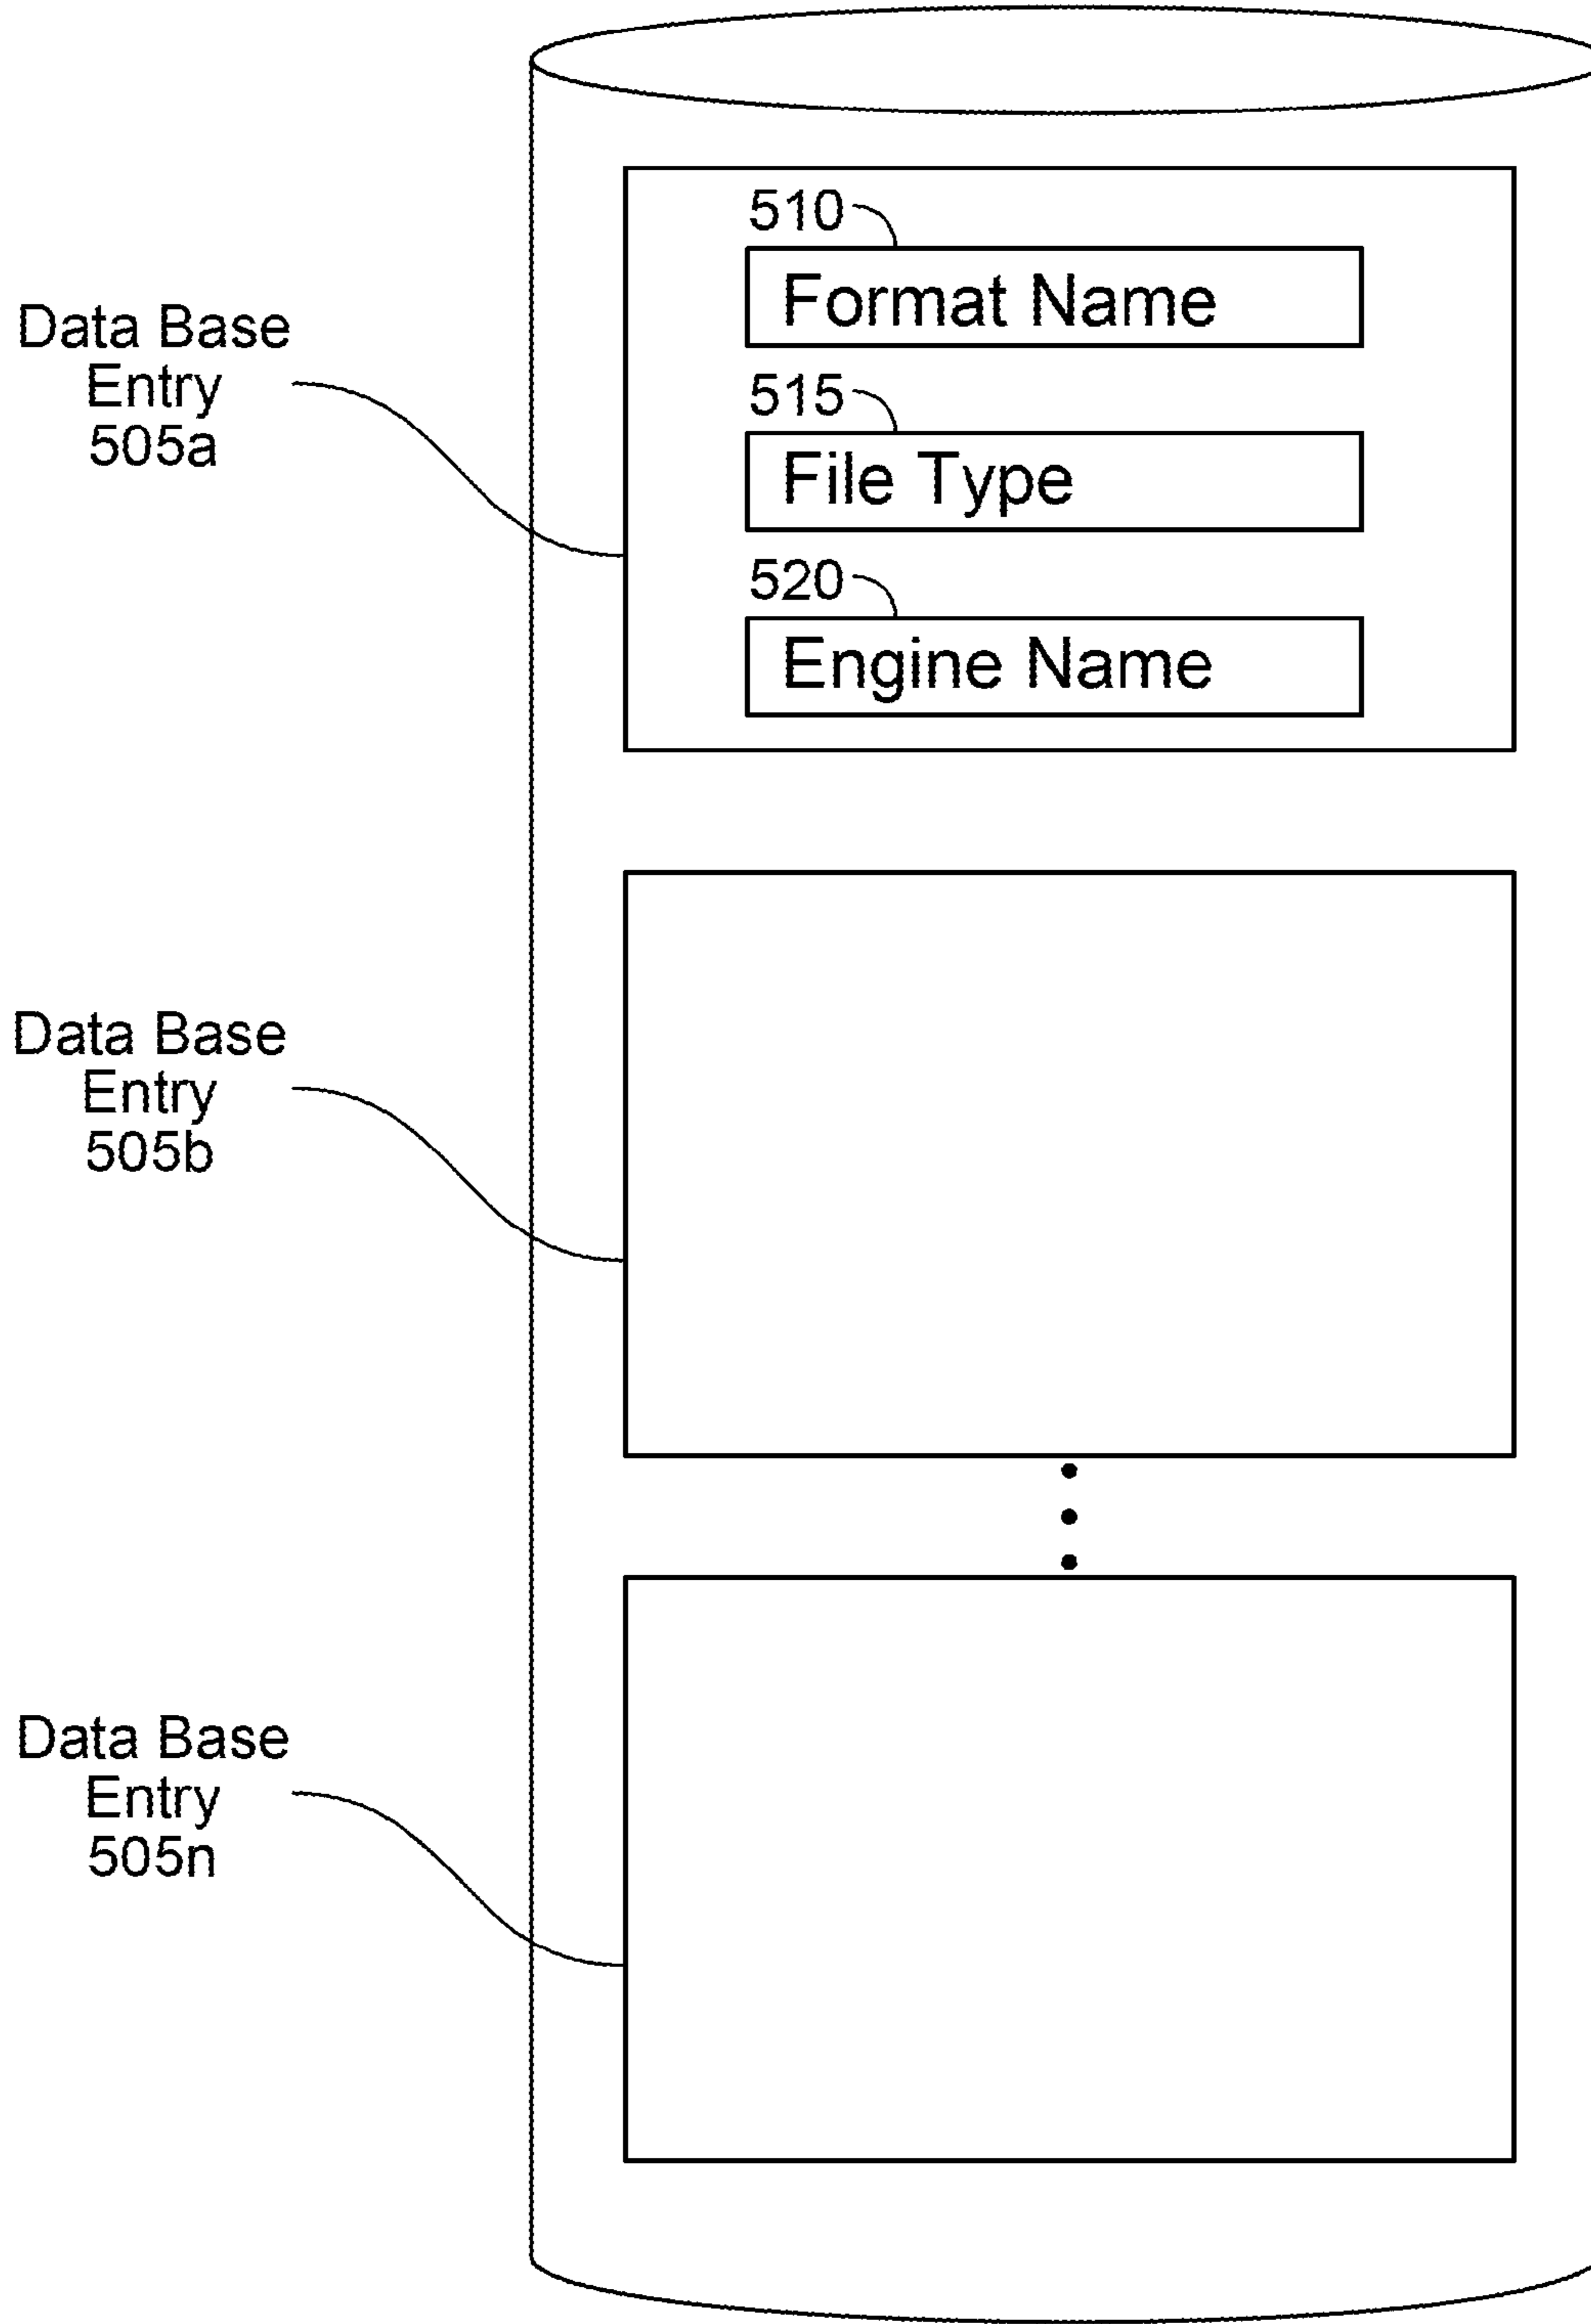 510
Format Name
Data Base
Entry
505a
515
File Type
520
Engine Name
Data Base
Entry
505b
Data Base
Entry
505n